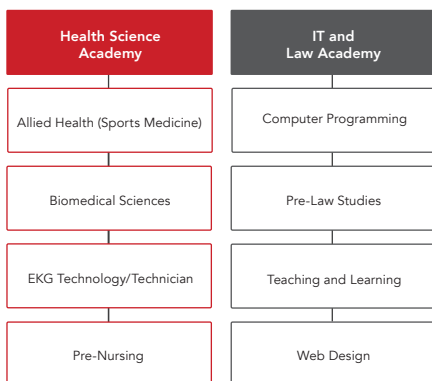 Health Science
Academy
Allied Health (Sports Medicine)
Biomedical Sciences
EKG Technology/Technician
Pre-Nursing
IT and
Law Academy
Computer Programming
Pre-Law Studies
Teaching and Learning
Web Design